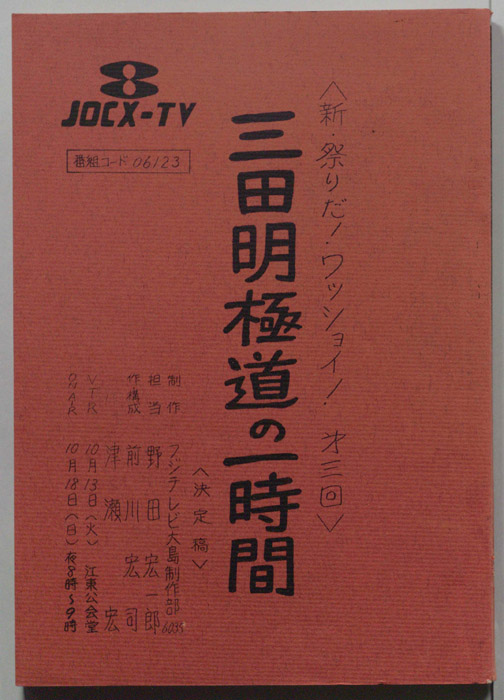 JOCX-TV
番組コード 06123
〈新・祭りだ!・ワッショイ!・ 才三回〉
三田明極道の一時間
〈決定稿〉
制作 フジテレビ大島制作部 6035
担当 野田宏一郎
作構成 前川宏司
津瀬宏
V.T.R. 10月13日(火) 江東公会堂
ON.AIR 10月18日(日) 夜8時〜9時